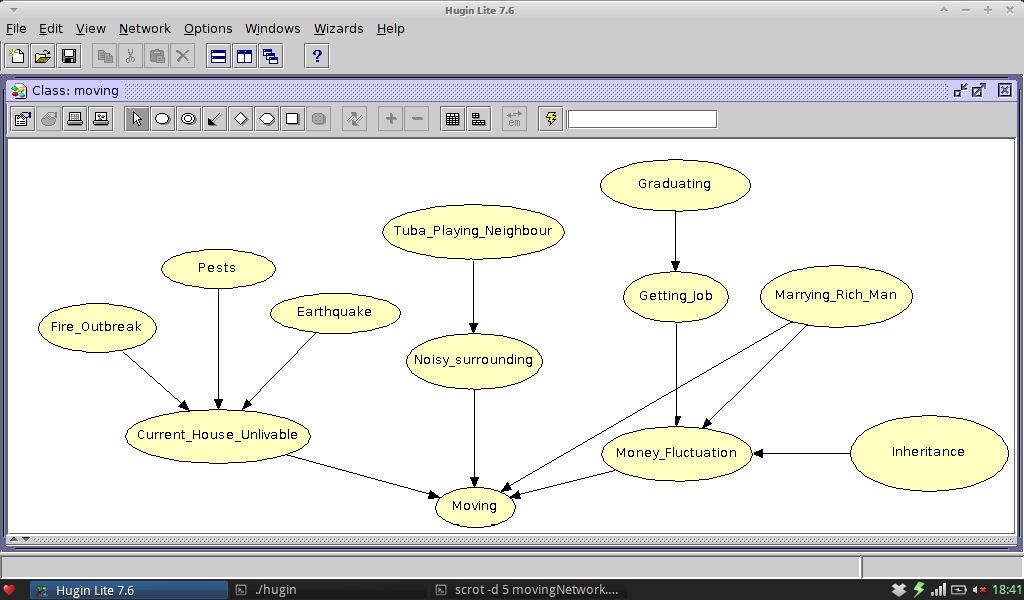 Hugin Lite 7.6
File Edit View Network Options Windows Wizards Help
?
Class: moving
em
Graduating
Tuba_Playing_Neighbour
Pests
Getting_Job
Marrying_Rich_Man
Earthquake
Fire_Outbreak
Noisy_surrounding
Current_House_Unlivable
Money_Fluctuation
Inheritance
Moving
Hugin Lite 7.6
./hugin
scrot -d 5 movingNetwork....
18:41